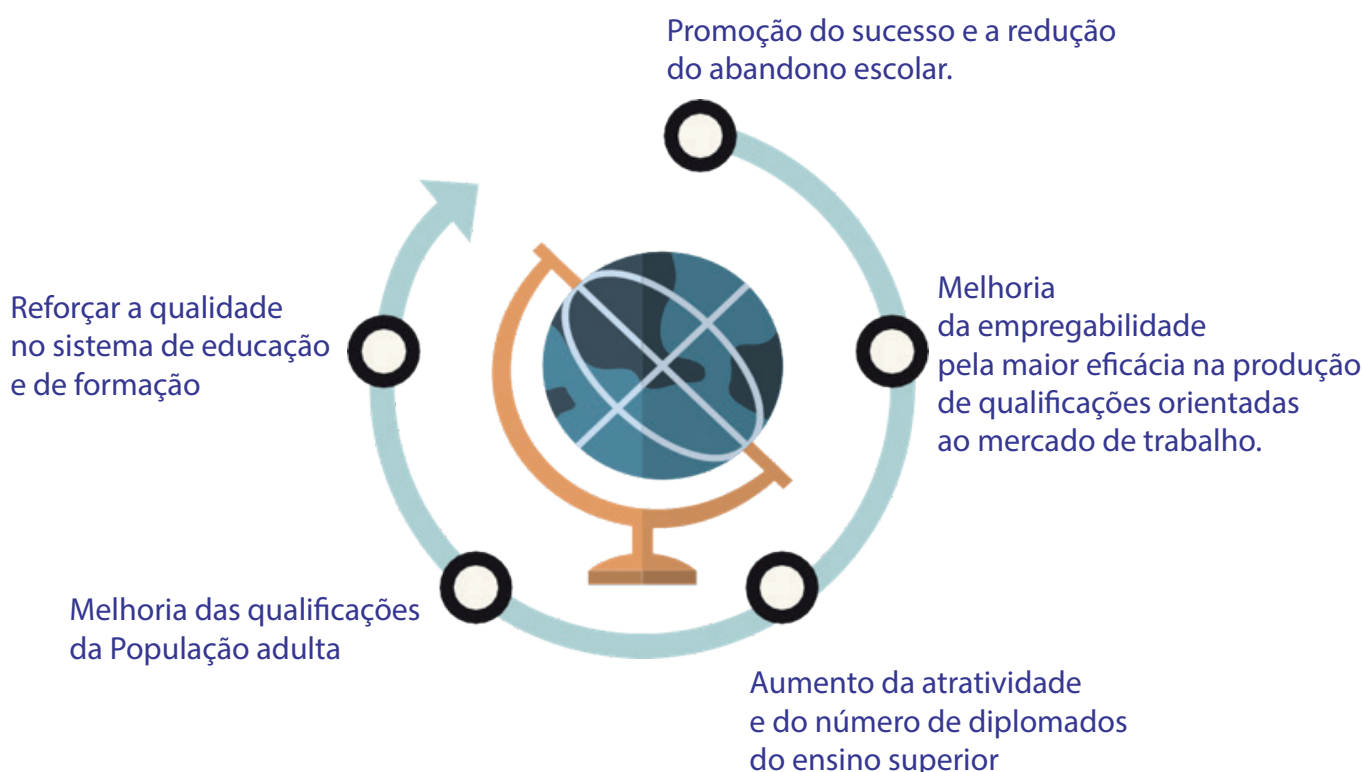 Promoção do sucesso e a redução
do abandono escolar.
Melhoria
da empregabilidade
pela maior eficácia na produção
de qualificações orientadas
ao mercado de trabalho.
Aumento da atratividade
e do número de diplomados
do ensino superior
Melhoria das qualificações
da População adulta
Reforçar a qualidade
no sistema de educação
e de formação